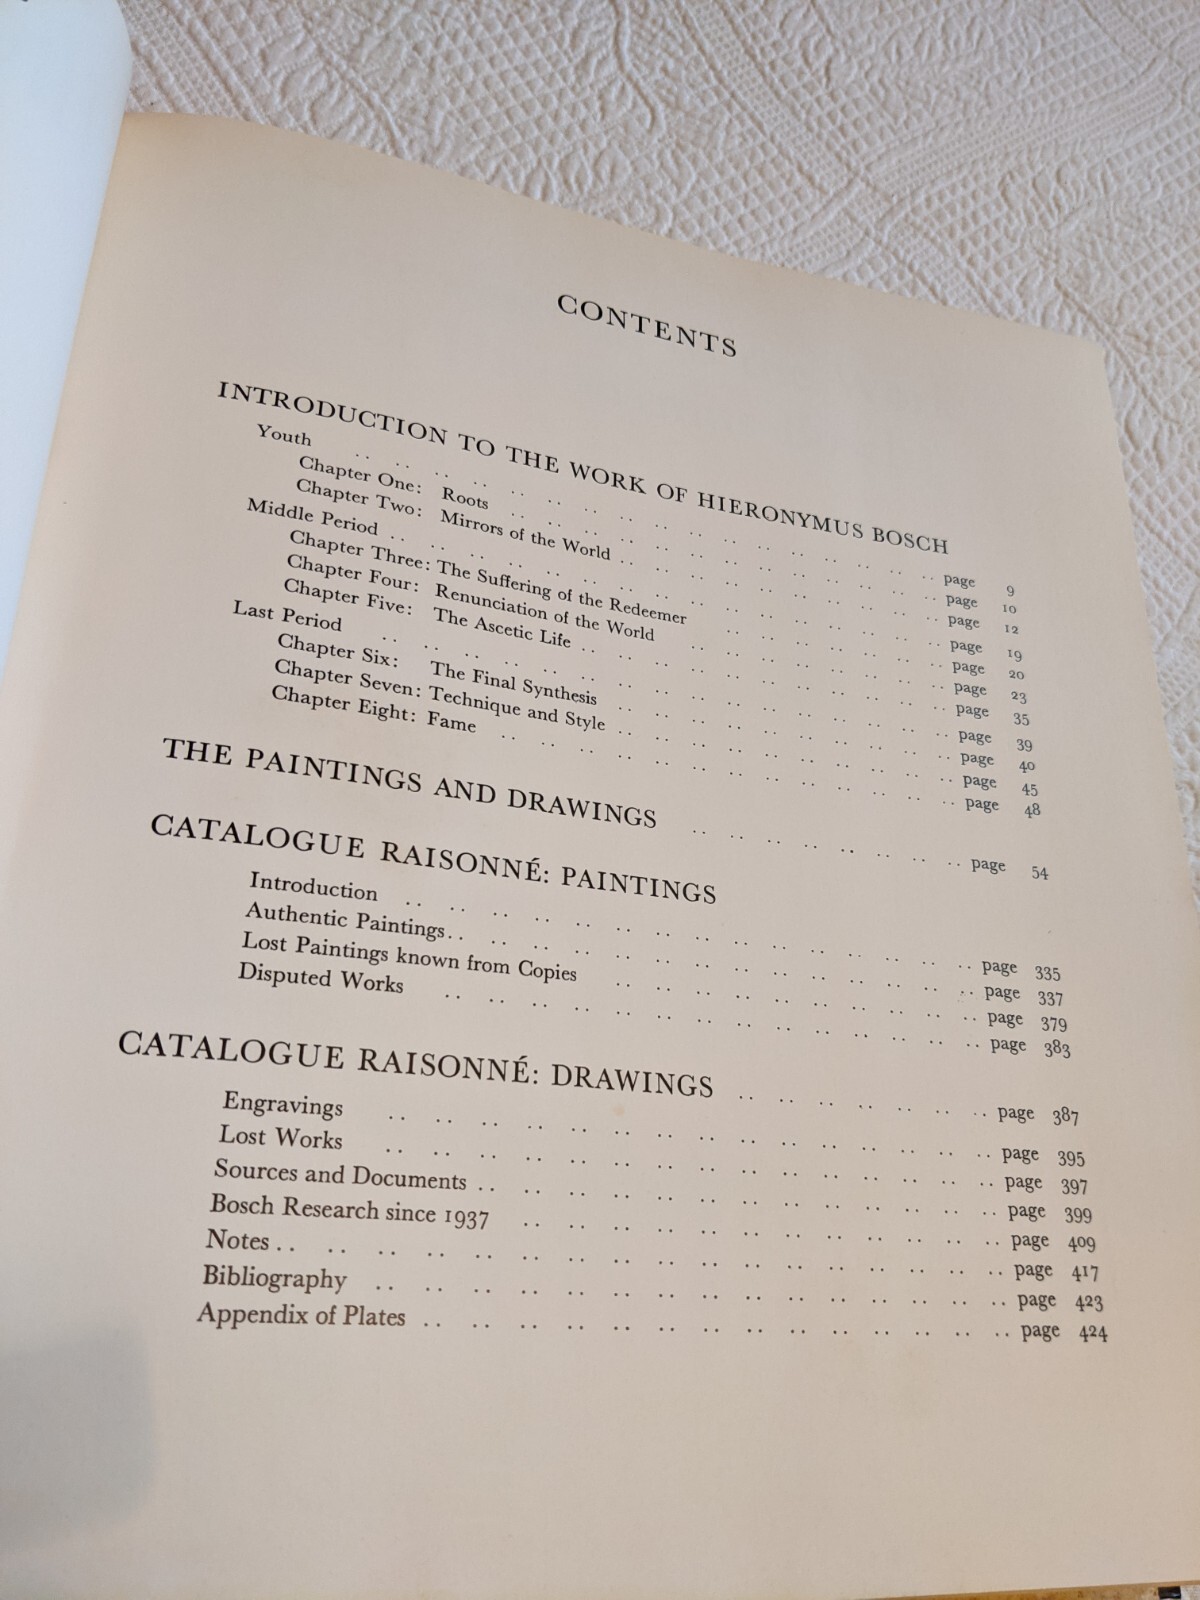 CONTENTS
INTRODUCTION TO THE WORK OF HIERONYMUS BOSCH
Youth .. .. .. .. .. .. .. .. .. .. .. .. .. .. .. .. page 9
Chapter One: Roots .. .. .. .. .. .. .. .. .. .. .. .. page 10
Chapter Two: Mirrors of the World .. .. .. .. .. .. .. .. .. page 12
Middle Period .. .. .. .. .. .. .. .. .. .. .. .. .. .. page 19
Chapter Three: The Suffering of the Redeemer .. .. .. .. .. .. page 20
Chapter Four: Renunciation of the World .. .. .. .. .. .. .. page 23
Chapter Five: The Ascetic Life .. .. .. .. .. .. .. .. .. .. page 35
Last Period .. .. .. .. .. .. .. .. .. .. .. .. .. .. .. page 39
Chapter Six: The Final Synthesis .. .. .. .. .. .. .. .. .. page 40
Chapter Seven: Technique and Style .. .. .. .. .. .. .. .. .. page 45
Chapter Eight: Fame .. .. .. .. .. .. .. .. .. .. .. .. page 48
THE PAINTINGS AND DRAWINGS .. .. .. .. .. .. .. .. page 54
CATALOGUE RAISONNÉ: PAINTINGS
Introduction .. .. .. .. .. .. .. .. .. .. .. .. .. .. page 335
Authentic Paintings .. .. .. .. .. .. .. .. .. .. .. .. .. page 337
Lost Paintings known from Copies .. .. .. .. .. .. .. .. .. page 379
Disputed Works .. .. .. .. .. .. .. .. .. .. .. .. .. page 383
CATALOGUE RAISONNÉ: DRAWINGS .. .. .. .. .. .. .. page 387
Engravings .. .. .. .. .. .. .. .. .. .. .. .. .. .. page 395
Lost Works .. .. .. .. .. .. .. .. .. .. .. .. .. .. page 397
Sources and Documents .. .. .. .. .. .. .. .. .. .. .. .. page 399
Bosch Research since 1937 .. .. .. .. .. .. .. .. .. .. .. page 409
Notes .. .. .. .. .. .. .. .. .. .. .. .. .. .. .. .. page 417
Bibliography .. .. .. .. .. .. .. .. .. .. .. .. .. .. page 423
Appendix of Plates .. .. .. .. .. .. .. .. .. .. .. .. .. page 424